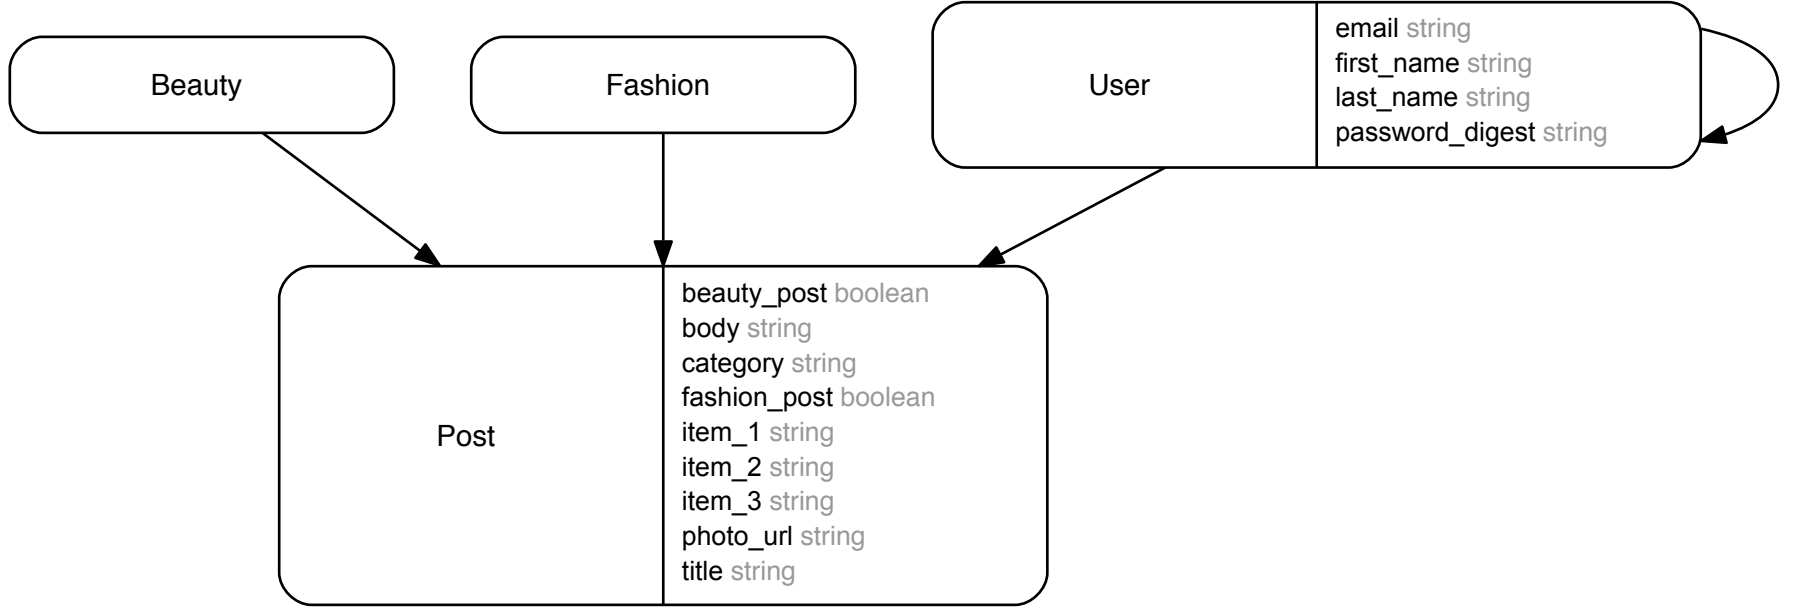 Beauty
Fashion
User
email string
first_name string
last_name string
password_digest string
Post
beauty_post boolean
body string
category string
fashion_post boolean
item_1 string
item_2 string
item_3 string
photo_url string
title string